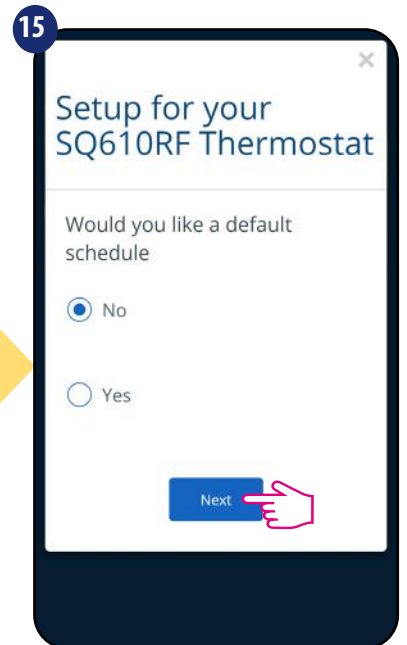 15
×
Setup for your
SQ610RF Thermostat
Would you like a default
schedule
No
Yes
Next